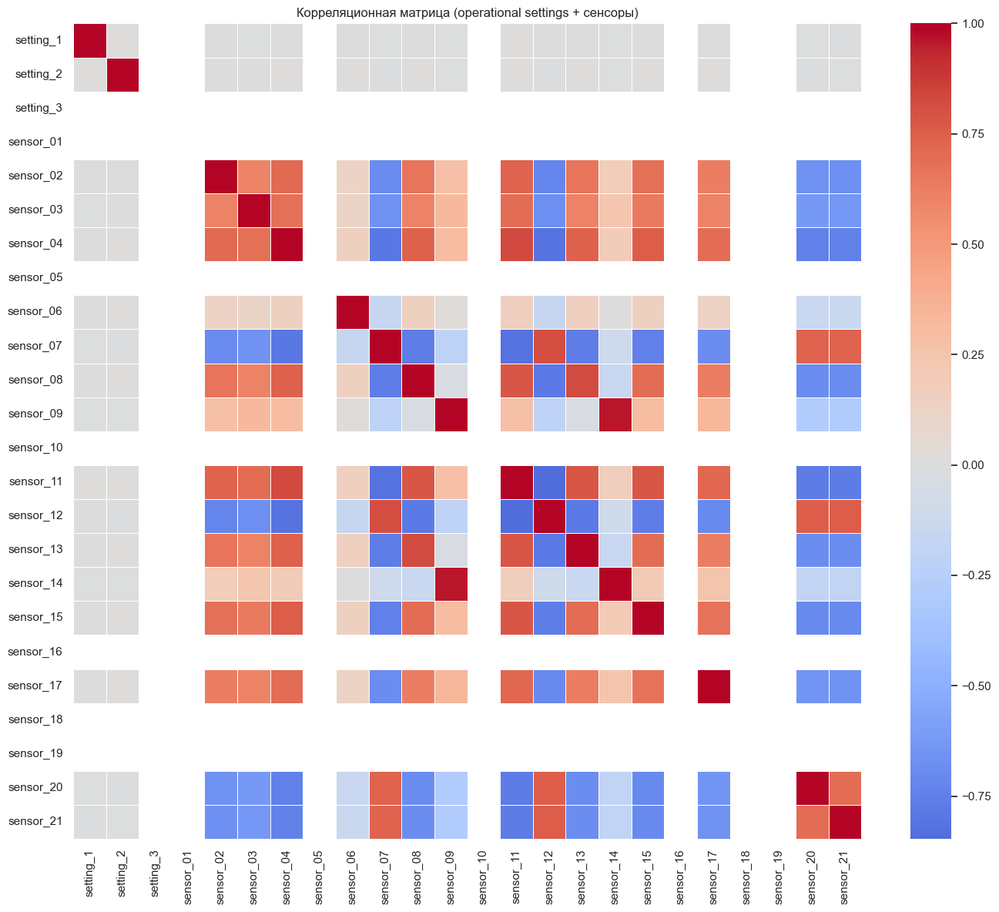 Корреляционная матрица (operational settings + сенсоры)
setting_1
setting_2
setting_3
sensor_01
sensor_02
sensor_03
sensor_04
sensor_05
sensor_06
sensor_07
sensor_08
sensor_09
sensor_10
sensor_11
sensor_12
sensor_13
sensor_14
sensor_15
sensor_16
sensor_17
sensor_18
sensor_19
sensor_20
sensor_21
setting_1
setting_2
setting_3
sensor_01
sensor_02
sensor_03
sensor_04
sensor_05
sensor_06
sensor_07
sensor_08
sensor_09
sensor_10
sensor_11
sensor_12
sensor_13
sensor_14
sensor_15
sensor_16
sensor_17
sensor_18
sensor_19
sensor_20
sensor_21
1.00
0.75
0.50
0.25
0.00
−0.25
−0.50
−0.75